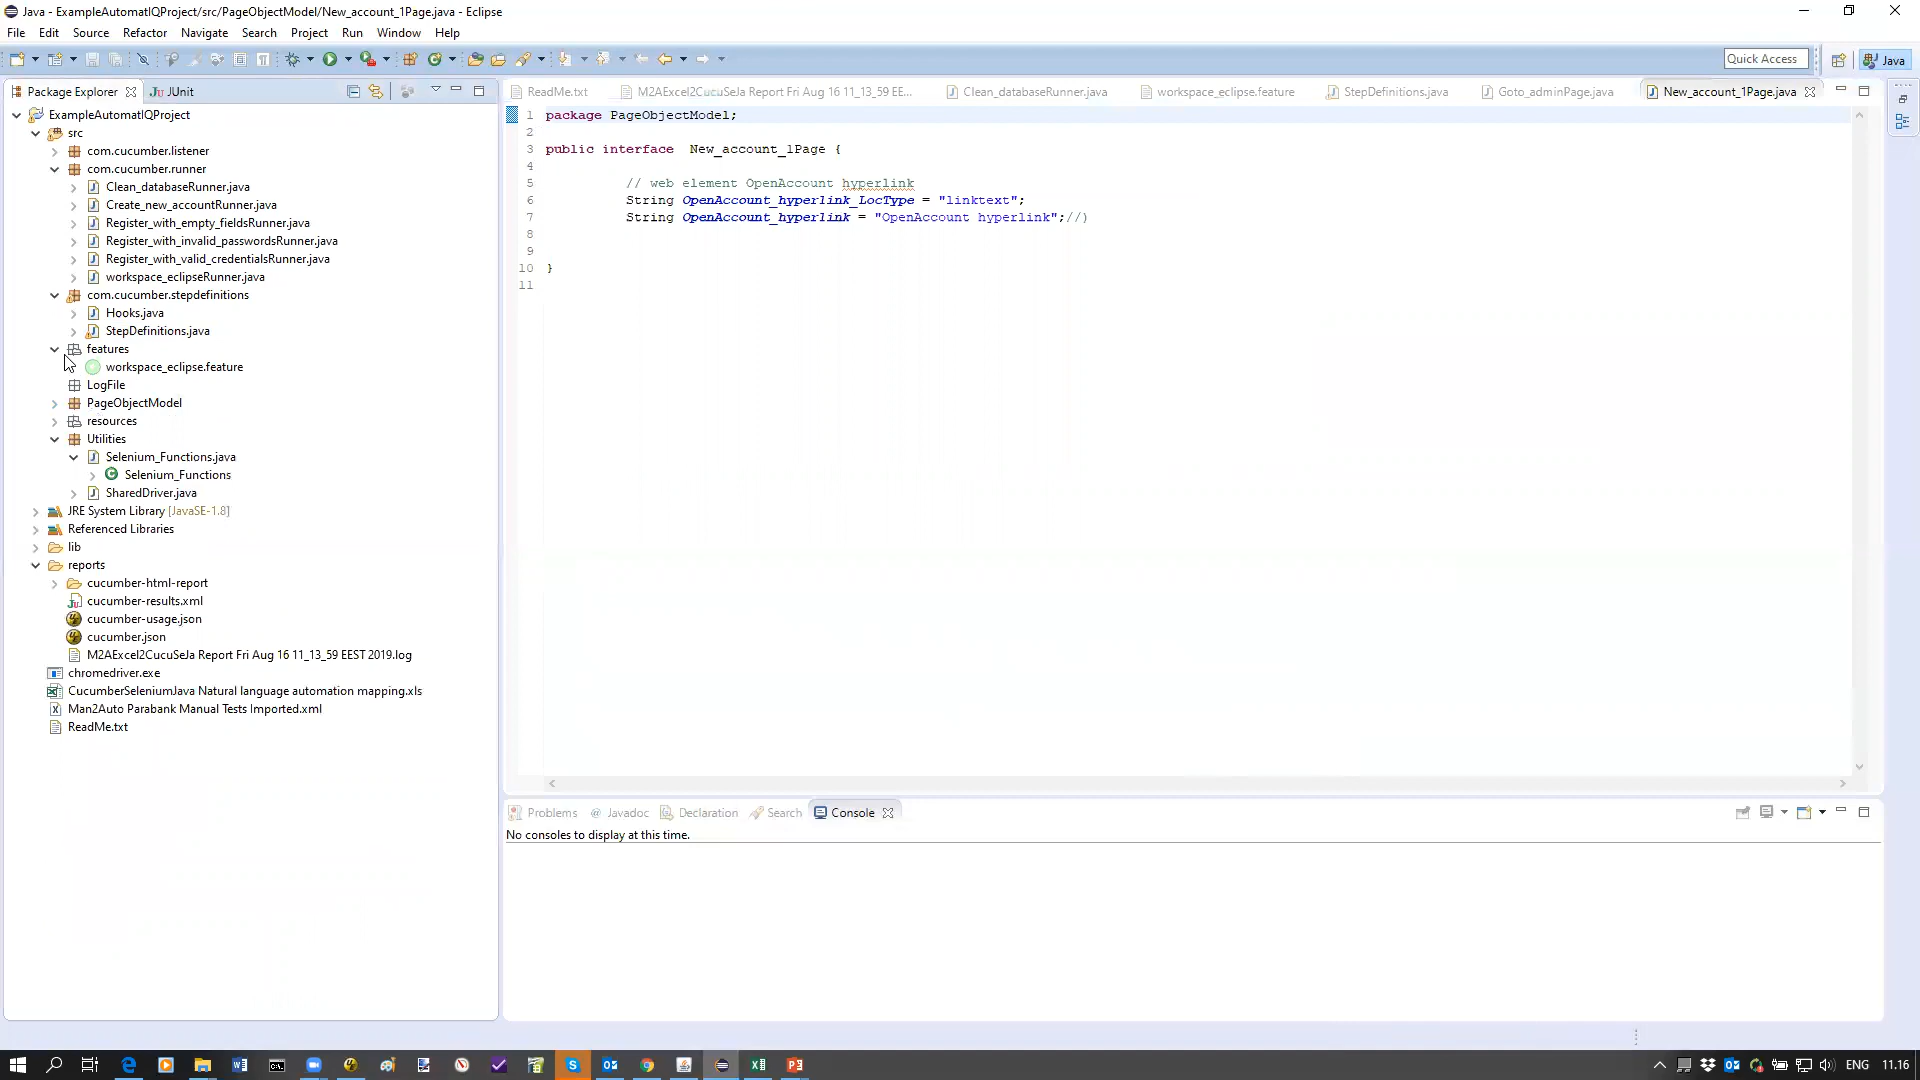 Java - ExampleAutomatIQProject/src/PageObjectModel/New_account_1Page.java - Eclipse
File Edit Source Refactor Navigate Search Project Run Window Help
Quick Access
Java
Package Explorer
JUnit
ExampleAutomatIQProject
src
com.cucumber.listener
com.cucumber.runner
Clean_databaseRunner.java
Create_new_accountRunner.java
Register_with_empty_fieldsRunner.java
Register_with_invalid_passwordsRunner.java
Register_with_valid_credentialsRunner.java
workspace_eclipseRunner.java
com.cucumber.stepdefinitions
Hooks.java
StepDefinitions.java
features
workspace_eclipse.feature
LogFile
PageObjectModel
resources
Utilities
Selenium_Functions.java
Selenium_Functions
SharedDriver.java
JRE System Library [JavaSE-1.8]
Referenced Libraries
lib
reports
cucumber-html-report
cucumber-results.xml
cucumber-usage.json
cucumber.json
M2AExcel2CucuSeJa Report Fri Aug 16 11_13_59 EEST 2019.log
chromedriver.exe
CucumberSeleniumJava Natural language automation mapping.xls
Man2Auto Parabank Manual Tests Imported.xml
ReadMe.txt
ReadMe.txt
M2AExcel2CucuSeJa Report Fri Aug 16 11_13_59 EE...
Clean_databaseRunner.java
workspace_eclipse.feature
StepDefinitions.java
Goto_adminPage.java
New_account_1Page.java
1 package PageObjectModel;
2
3 public interface New_account_1Page {
4
5 // web element OpenAccount hyperlink
6 String OpenAccount_hyperlink_LocType = "linktext";
7 String OpenAccount_hyperlink = "OpenAccount hyperlink";//)
8
9
10 }
11
Problems
Javadoc
Declaration
Search
Console
No consoles to display at this time.
ENG
11.16